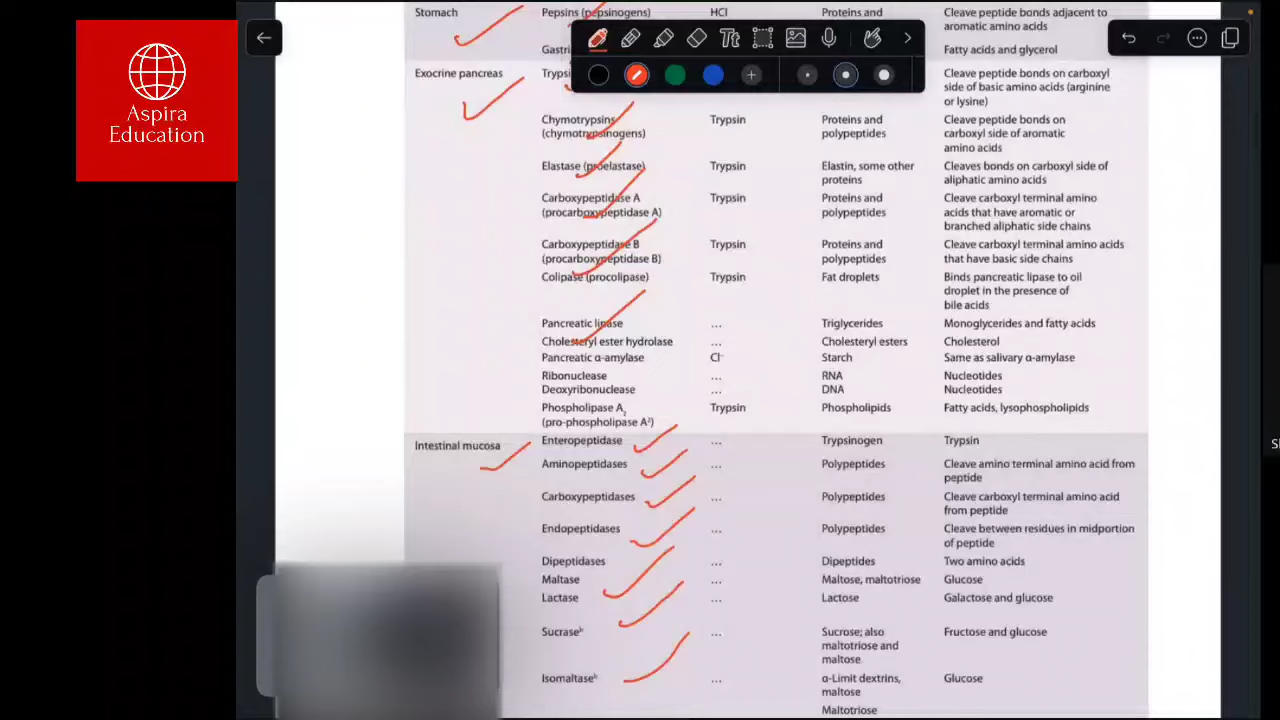 Aspira
Education
Stomach Pepsins (pepsinogens) HCl Proteins and Cleave peptide bonds adjacent to
aromatic amino acids
Gastri Fatty acids and glycerol
Exocrine pancreas Trypsi Cleave peptide bonds on carboxyl
side of basic amino acids (arginine
or lysine)
Tt
Chymotrypsins Trypsin Proteins and Cleave peptide bonds on
(chymotrypsinogens) polypeptides carboxyl side of aromatic
amino acids
Elastase (proelastase) Trypsin Elastin, some other Cleaves bonds on carboxyl side of
proteins aliphatic amino acids
Carboxypeptidase A Trypsin Proteins and Cleave carboxyl terminal amino
(procarboxypeptidase A) polypeptides acids that have aromatic or
branched aliphatic side chains
Carboxypeptidase B Trypsin Proteins and Cleave carboxyl terminal amino acids
(procarboxypeptidase B) polypeptides that have basic side chains
Colipase (procolipase) Trypsin Fat droplets Binds pancreatic lipase to oil
droplet in the presence of
bile acids
Pancreatic lipase ... Triglycerides Monoglycerides and fatty acids
Cholesteryl ester hydrolase ... Cholesteryl esters Cholesterol
Pancreatic α-amylase Cl⁻ Starch Same as salivary α-amylase
Ribonuclease ... RNA Nucleotides
Deoxyribonuclease ... DNA Nucleotides
Phospholipase A₂ Trypsin Phospholipids Fatty acids, lysophospholipids
(pro-phospholipase A²)
Intestinal mucosa Enteropeptidase ... Trypsinogen Trypsin
Aminopeptidases ... Polypeptides Cleave amino terminal amino acid from
peptide
Carboxypeptidases ... Polypeptides Cleave carboxyl terminal amino acid
from peptide
Endopeptidases ... Polypeptides Cleave between residues in midportion
of peptide
Dipeptidases ... Dipeptides Two amino acids
Maltase ... Maltose, maltotriose Glucose
Lactase ... Lactose Galactose and glucose
Sucraseᵇ ... Sucrose; also Fructose and glucose
maltotriose and
maltose
Isomaltaseᵇ ... α-Limit dextrins, Glucose
maltose
Maltotriose